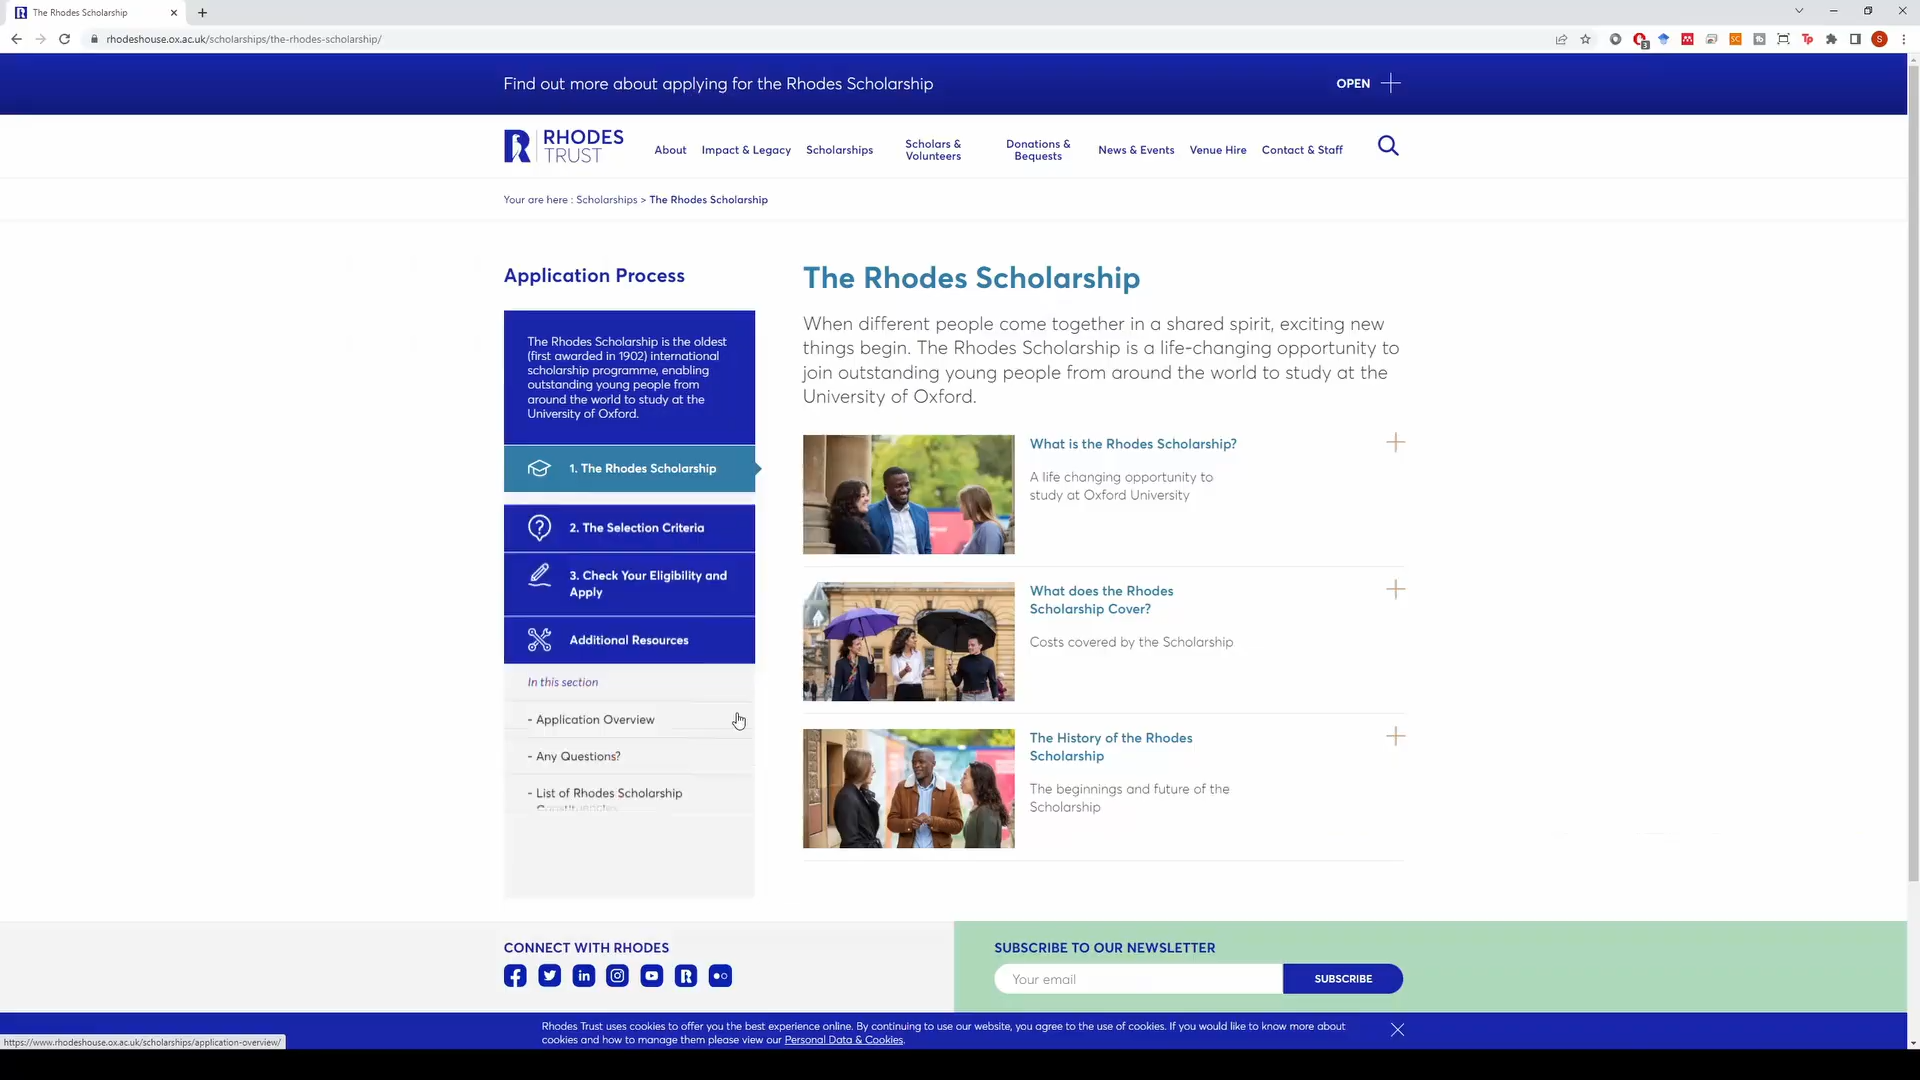 The Rhodes Scholarship
rhodeshouse.ox.ac.uk/scholarships/the-rhodes-scholarship/
Find out more about applying for the Rhodes Scholarship
OPEN
RHODES
TRUST
About
Impact & Legacy
Scholarships
Scholars &
Volunteers
Donations &
Bequests
News & Events
Venue Hire
Contact & Staff
Your are here : Scholarships > The Rhodes Scholarship
Application Process
The Rhodes Scholarship is the oldest
(first awarded in 1902) international
scholarship programme, enabling
outstanding young people from
around the world to study at the
University of Oxford.
1. The Rhodes Scholarship
2. The Selection Criteria
3. Check Your Eligibility and
Apply
Additional Resources
In this section
- Application Overview
- Any Questions?
- List of Rhodes Scholarship
The Rhodes Scholarship
When different people come together in a shared spirit, exciting new
things begin. The Rhodes Scholarship is a life-changing opportunity to
join outstanding young people from around the world to study at the
University of Oxford.
What is the Rhodes Scholarship?
A life changing opportunity to
study at Oxford University
What does the Rhodes
Scholarship Cover?
Costs covered by the Scholarship
The History of the Rhodes
Scholarship
The beginnings and future of the
Scholarship
CONNECT WITH RHODES
SUBSCRIBE TO OUR NEWSLETTER
Your email
SUBSCRIBE
Rhodes Trust uses cookies to offer you the best experience online. By continuing to use our website, you agree to the use of cookies. If you would like to know more about
cookies and how to manage them please view our Personal Data & Cookies.
https://www.rhodeshouse.ox.ac.uk/scholarships/application-overview/